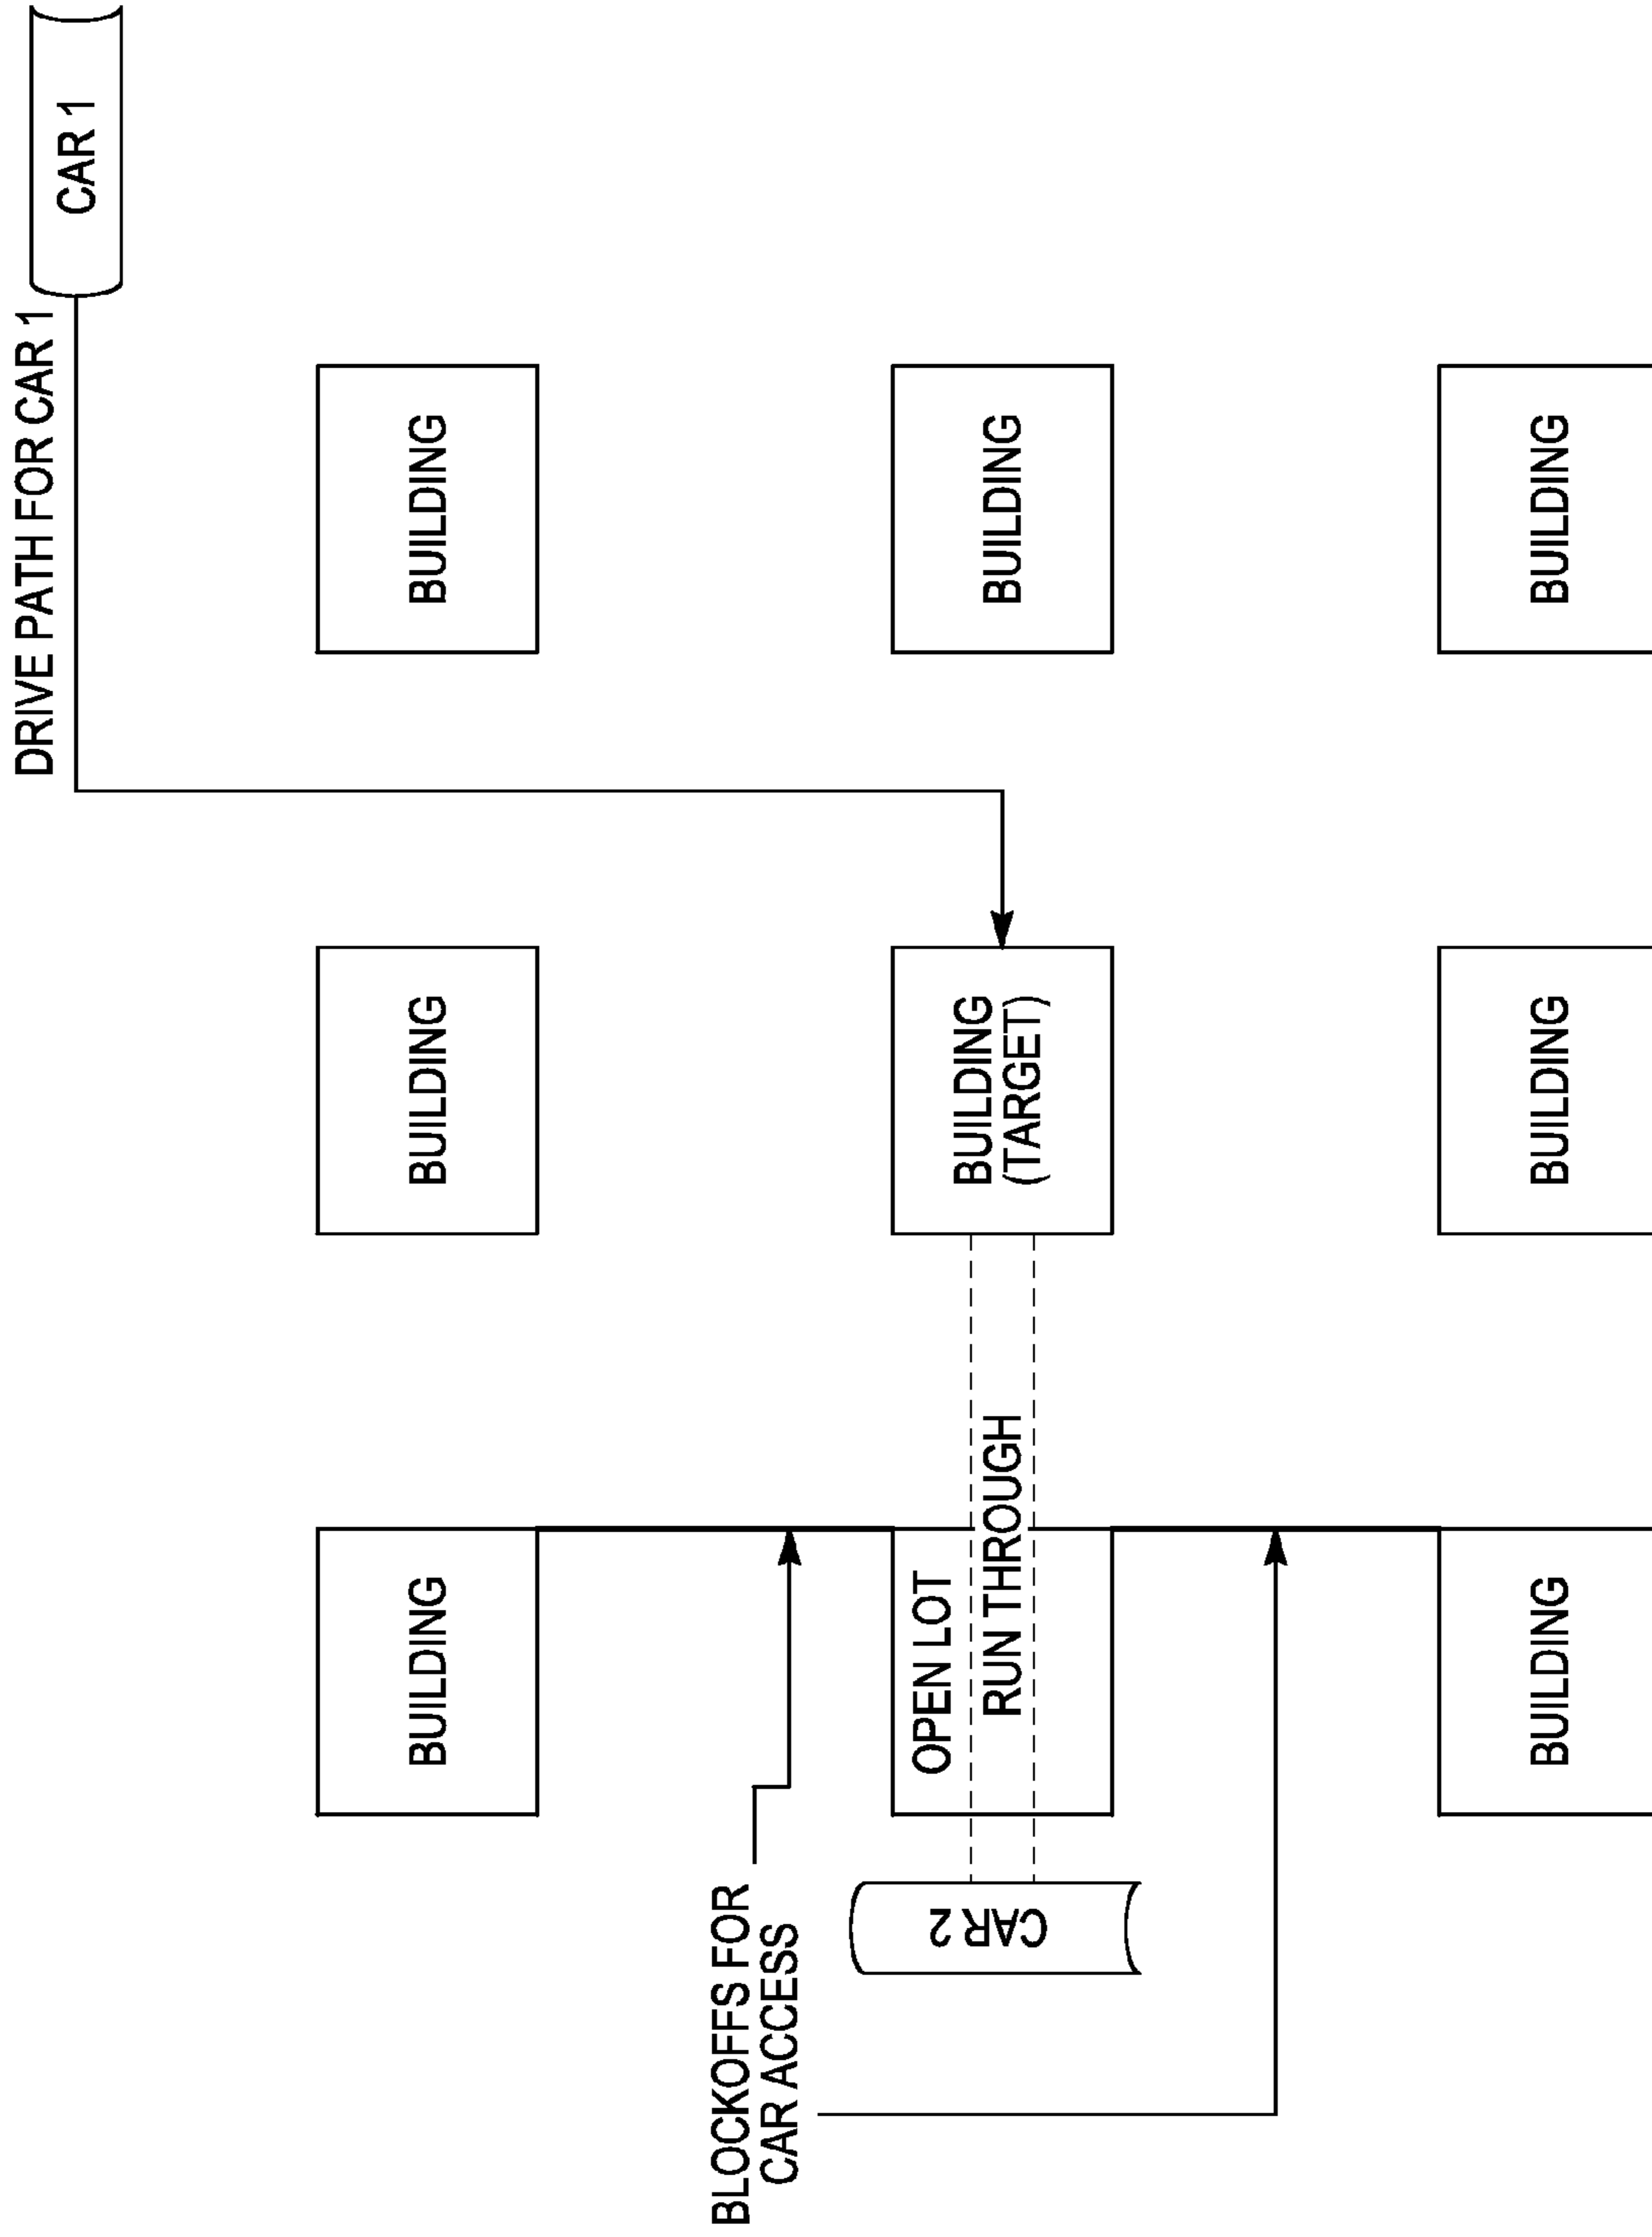 DRIVE PATH FOR CAR 1
CAR 1
BUILDING
BUILDING
BUILDING
BLOCKOFFS FOR
CAR ACCESS
CAR 2
OPEN LOT
RUN THROUGH
BUILDING
(TARGET)
BUILDING
BUILDING
BUILDING
BUILDING